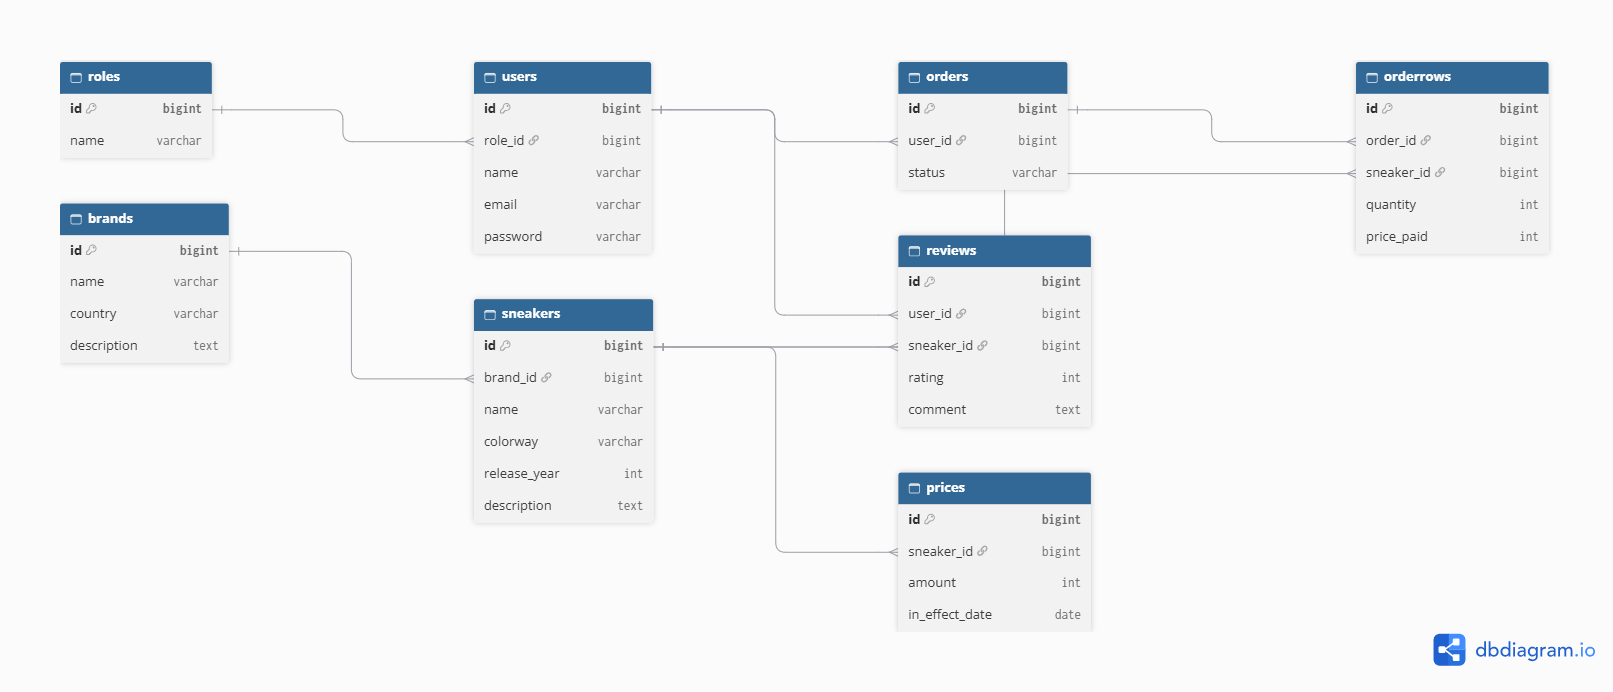 roles
id bigint
name varchar
brands
id bigint
name varchar
country varchar
description text
users
id bigint
role_id bigint
name varchar
email varchar
password varchar
sneakers
id bigint
brand_id bigint
name varchar
colorway varchar
release_year int
description text
orders
id bigint
user_id bigint
status varchar
reviews
id bigint
user_id bigint
sneaker_id bigint
rating int
comment text
prices
id bigint
sneaker_id bigint
amount int
in_effect_date date
orderrows
id bigint
order_id bigint
sneaker_id bigint
quantity int
price_paid int
dbdiagram.io